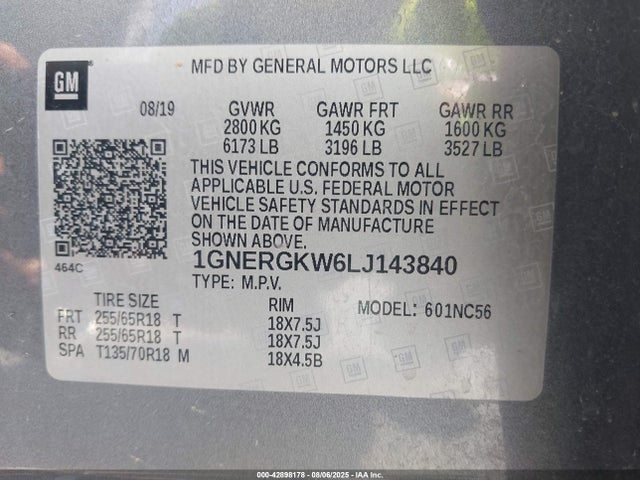 GM
MFD BY GENERAL MOTORS LLC
08/19 GVWR GAWR FRT GAWR RR
2800 KG 1450 KG 1600 KG
6173 LB 3196 LB 3527 LB
THIS VEHICLE CONFORMS TO ALL
APPLICABLE U.S. FEDERAL MOTOR
VEHICLE SAFETY STANDARDS IN EFFECT
ON THE DATE OF MANUFACTURE
SHOWN ABOVE.
464C
1GNERGKW6LJ143840
TYPE: M.P.V.
TIRE SIZE RIM MODEL: 601NC56
FRT 255/65R18 T 18X7.5J
RR 255/65R18 T 18X7.5J
SPA T135/70R18 M 18X4.5B
000-42898178 - 08/06/2025 - IAA Inc.